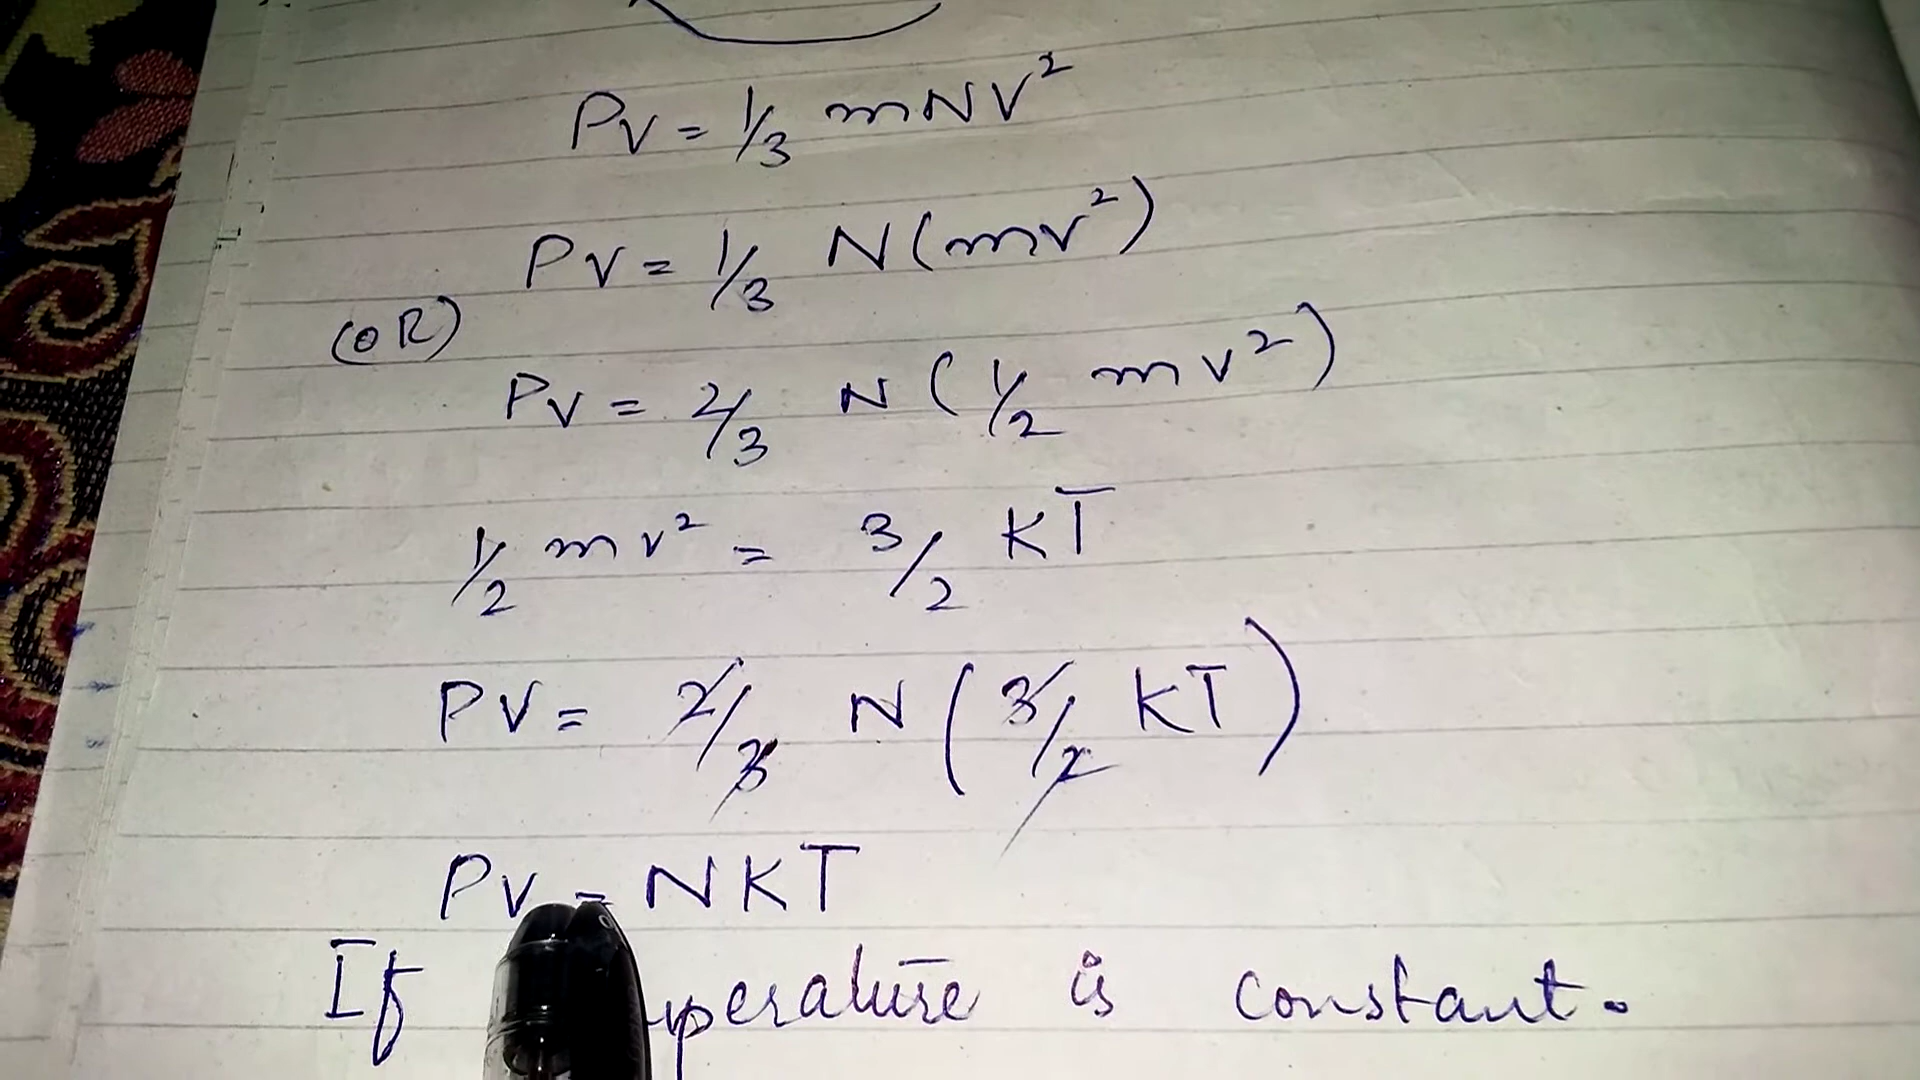 PV = 1/3 mNV²
PV = 1/3 N(mv²)
(OR)
PV = 2/3 N(1/2 mv²)
1/2 mv² = 3/2 KT
PV = 2/3 N(3/2 KT)
PV = NKT
If is constant.